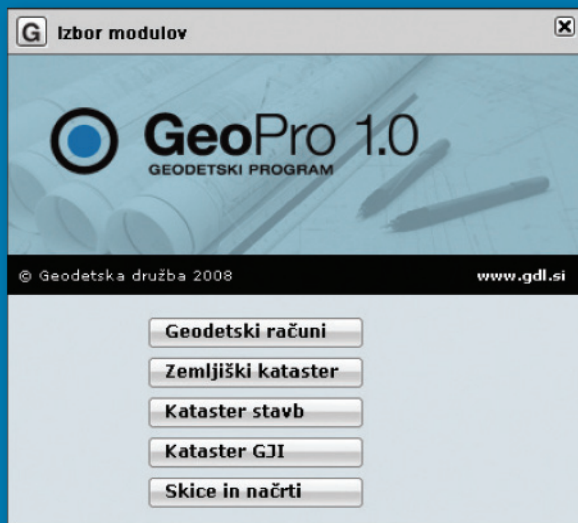 G Izbor modulov
GeoPro 1.0
GEODETSKI PROGRAM
© Geodetska družba 2008 www.gdl.si
Geodetski računi
Zemljiški kataster
Kataster stavb
Kataster GJI
Skice in načrti